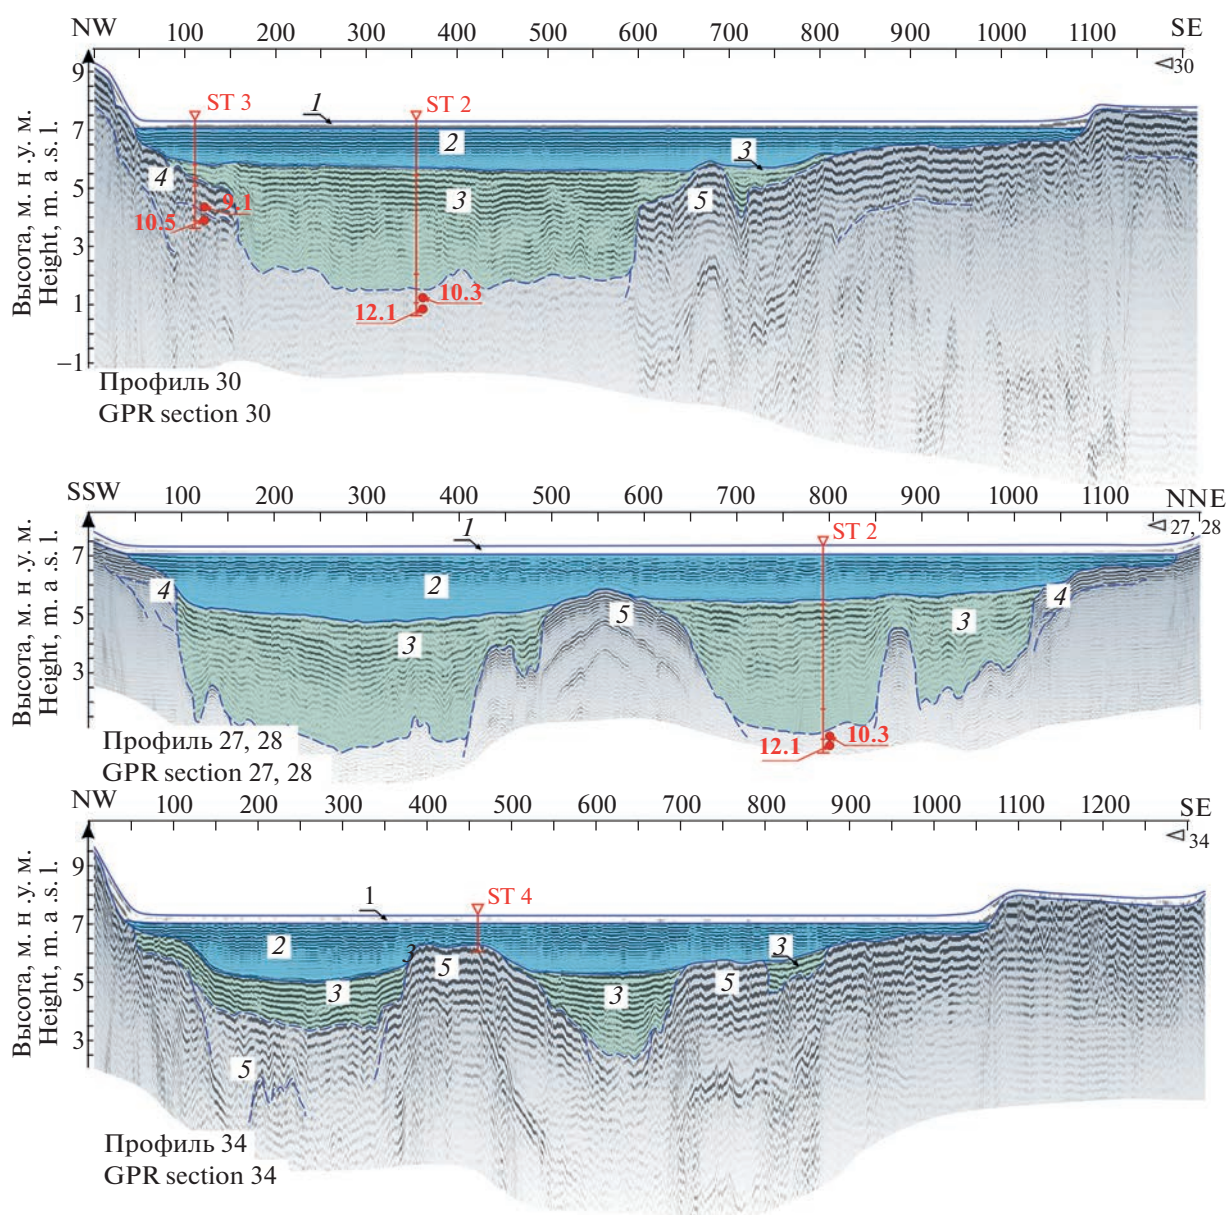 NW 100 200 300 400 500 600 700 800 900 1000 1100 SE
30
9
7
5
3
1
–1
Высота, м. н .у. м.
Height, m. a .s. l.
ST 3
1
ST 2
2
3
4
3
5
9.1
10.5
10.3
12.1
Профиль 30
GPR section 30
SSW 100 200 300 400 500 600 700 800 900 1000 1100 NNE
27, 28
7
5
3
Высота, м. н .у. м.
Height, m. a .s. l.
1
ST 2
2
4
5
4
3
3
12.1
10.3
Профиль 27, 28
GPR section 27, 28
NW 100 200 300 400 500 600 700 800 900 1000 1100 1200 SE
34
9
7
5
3
Высота, м. н .у. м.
Height, m. a .s. l.
1
ST 4
2
3
3
5
5
3
3
5
Профиль 34
GPR section 34